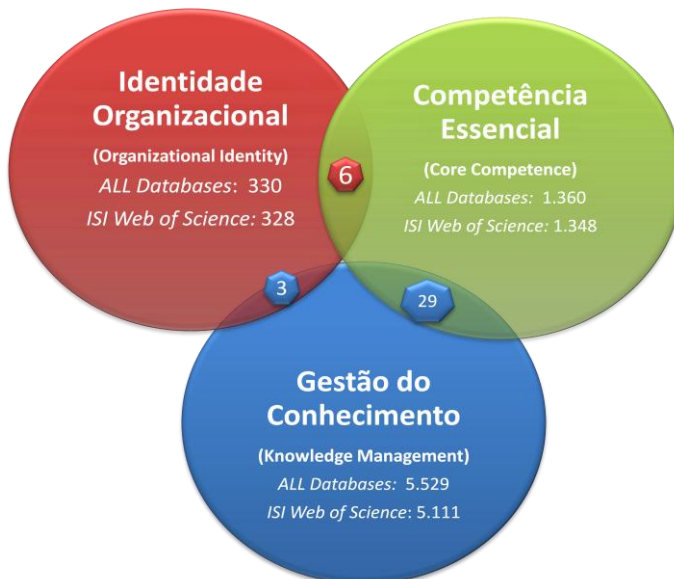 Identidade
Organizacional
(Organizational Identity)
ALL Databases: 330
ISI Web of Science: 328
6
Competência
Essencial
(Core Competence)
ALL Databases: 1.360
ISI Web of Science: 1.348
3
29
Gestão do
Conhecimento
(Knowledge Management)
ALL Databases: 5.529
ISI Web of Science: 5.111